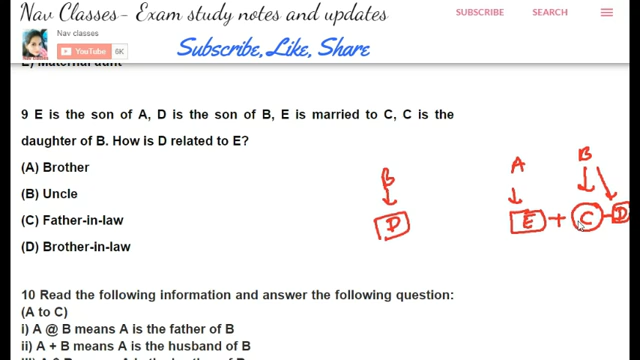 Nav Classes- Exam study notes and updates
SUBSCRIBE
SEARCH
Nav classes
YouTube 6K
Subscribe, Like, Share
E) Maternal aunt
9 E is the son of A, D is the son of B, E is married to C, C is the
daughter of B. How is D related to E?
(A) Brother
(B) Uncle
(C) Father-in-law
(D) Brother-in-law
B
D
A
B
E + C - D
10 Read the following information and answer the following question:
(A to C)
i) A @ B means A is the father of B
ii) A + B means A is the husband of B